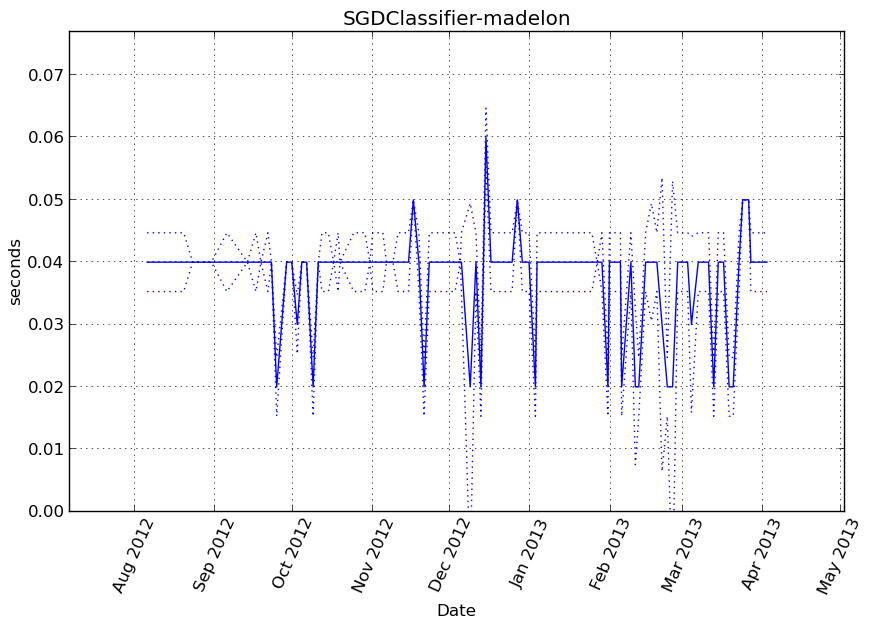 SGDClassifier-madelon
0.07
0.06
0.05
0.04
0.03
0.02
0.01
0.00
seconds
Aug 2012
Sep 2012
Oct 2012
Nov 2012
Dec 2012
Jan 2013
Feb 2013
Mar 2013
Apr 2013
May 2013
Date